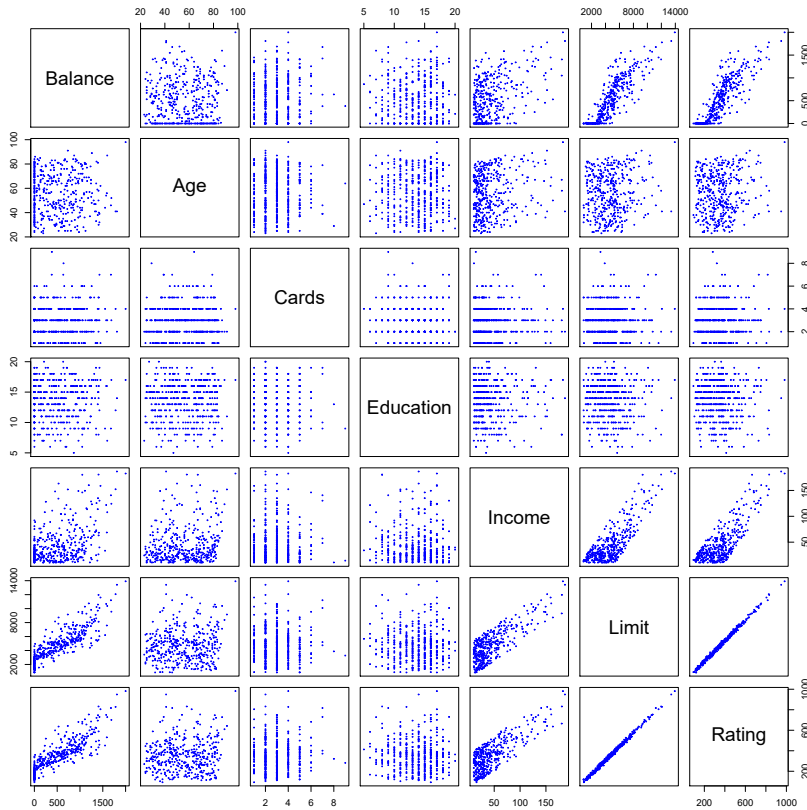 20 40 60 80 100 5 10 15 20 2000 8000 14000
Balance
0 500 1500
Age
20 40 60 80 100
Cards
2 4 6 8
Education
5 10 15 20
Income
50 100 150
Limit
2000 8000 14000
Rating
200 600 1000
0 500 1500 2 4 6 8 50 100 150 200 600 1000